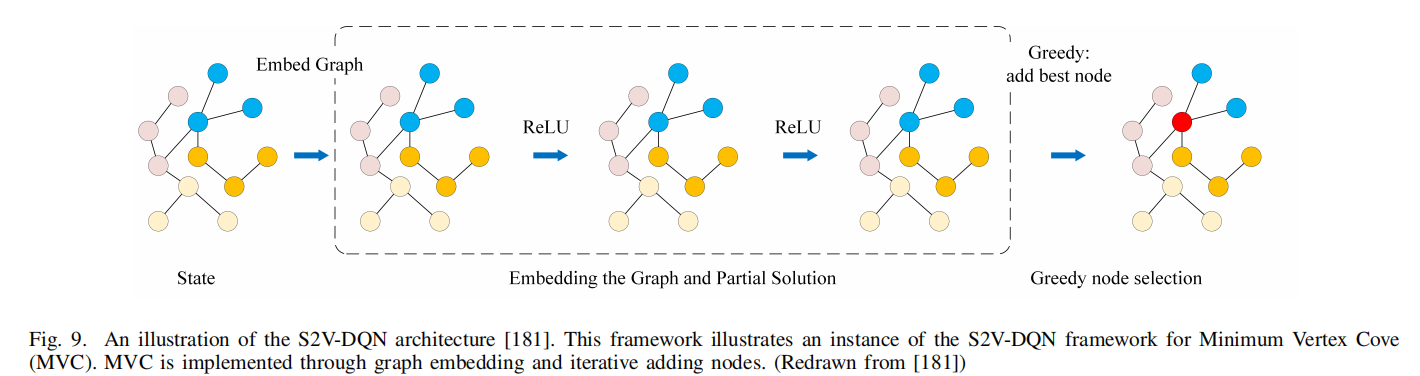 Embed Graph
Greedy:
add best node
ReLU
ReLU
State
Embedding the Graph and Partial Solution
Greedy node selection
Fig. 9. An illustration of the S2V-DQN architecture [181]. This framework illustrates an instance of the S2V-DQN framework for Minimum Vertex Cove
(MVC). MVC is implemented through graph embedding and iterative adding nodes. (Redrawn from [181])